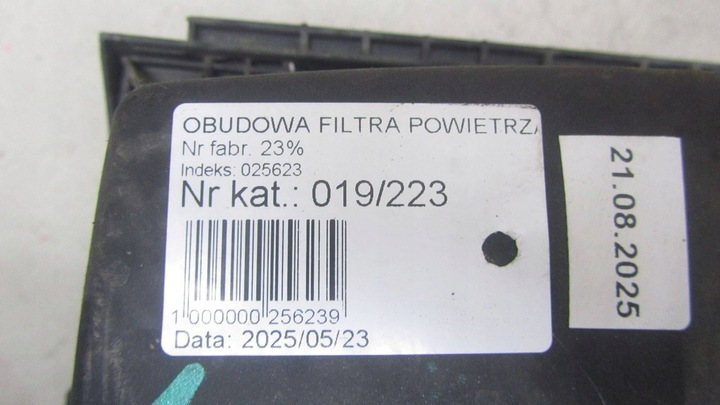 OBUDOWA FILTRA POWIETRZA
Nr fabr. 23%
Indeks: 025623
Nr kat.: 019/223
1 000000 256239
Data: 2025/05/23
21.08.2025